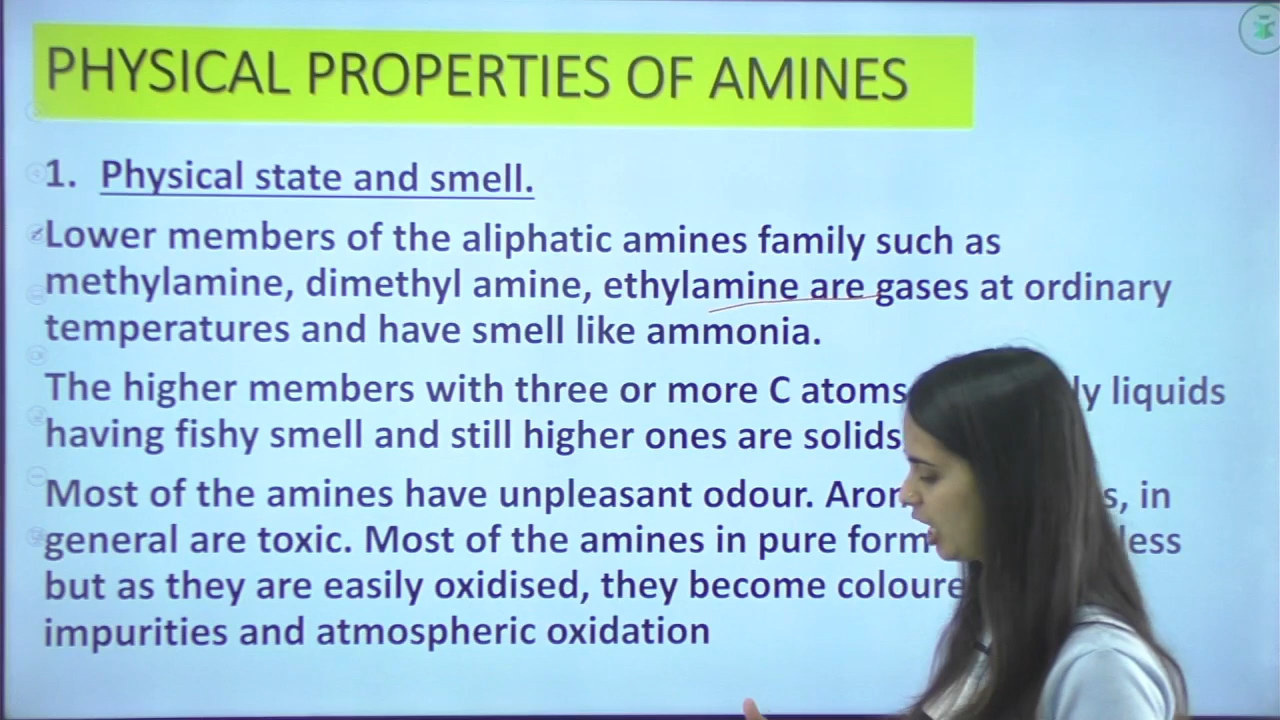 PHYSICAL PROPERTIES OF AMINES
1. Physical state and smell.
Lower members of the aliphatic amines family such as
methylamine, dimethyl amine, ethylamine are gases at ordinary
temperatures and have smell like ammonia.
The higher members with three or more C atoms liquids
having fishy smell and still higher ones are solids
Most of the amines have unpleasant odour. in
general are toxic. Most of the amines in pure form
but as they are easily oxidised, they become
impurities and atmospheric oxidation